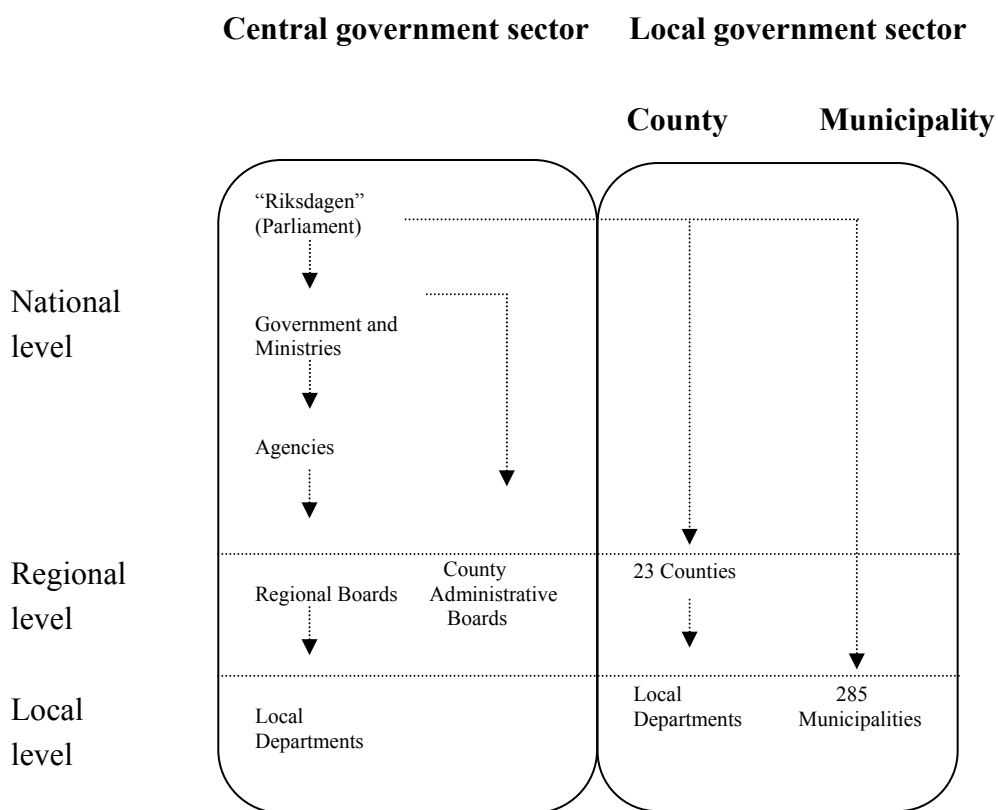 Central government sector
Local government sector
County
Municipality
“Riksdagen”
(Parliament)
National
level
Government and
Ministries
Agencies
Regional
level
Regional Boards
County
Administrative
Boards
23 Counties
Local
level
Local
Departments
Local
Departments
285
Municipalities